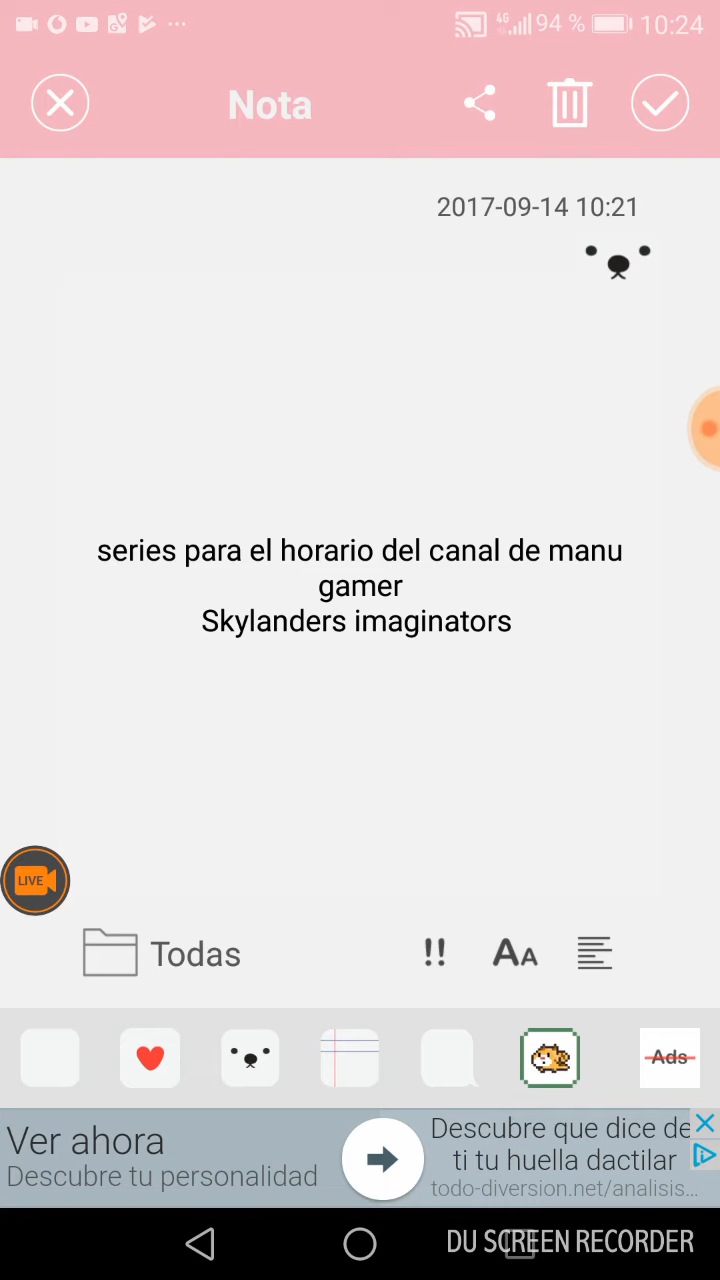 4G 94 % 10:24
Nota
2017-09-14 10:21
series para el horario del canal de manu
gamer
Skylanders imaginators
LIVE
Todas
!! AA
Ads
Ver ahora
Descubre tu personalidad
Descubre que dice de
ti tu huella dactilar
todo-diversion.net/analisis...
DU SCREEN RECORDER